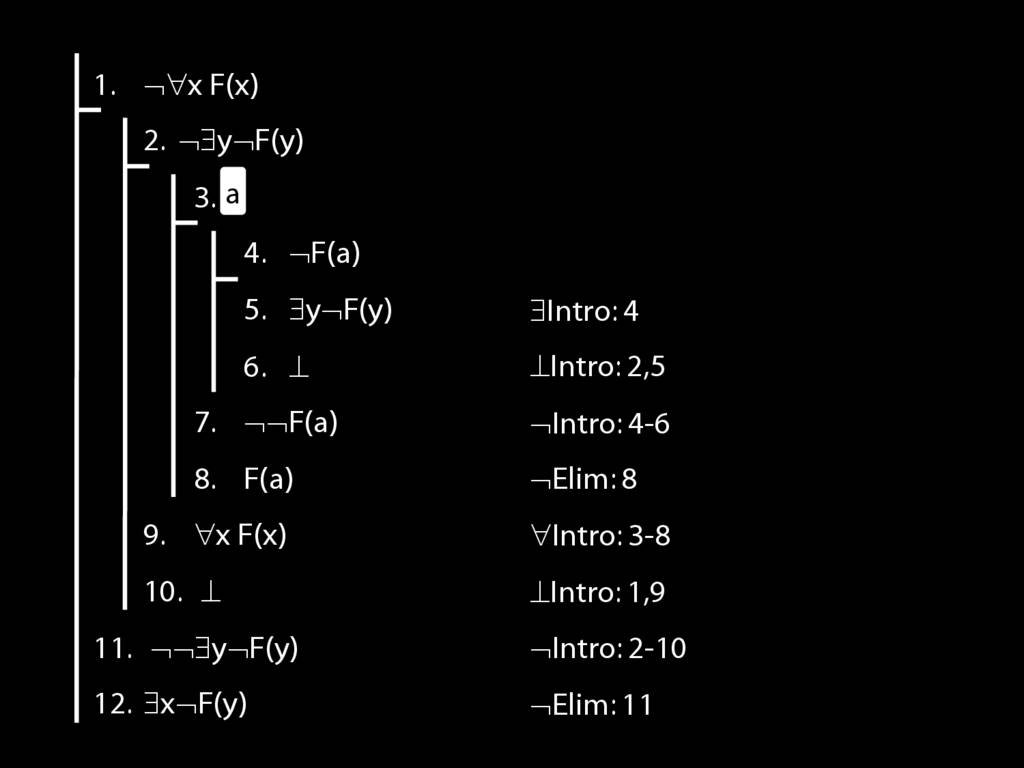 1. ¬∀x F(x)
2. ¬∃y¬F(y)
3. a
4. ¬F(a)
5. ∃y¬F(y) ∃Intro: 4
6. ⊥ ⊥Intro: 2,5
7. ¬¬F(a) ¬Intro: 4-6
8. F(a) ¬Elim: 8
9. ∀x F(x) ∀Intro: 3-8
10. ⊥ ⊥Intro: 1,9
11. ¬¬∃y¬F(y) ¬Intro: 2-10
12. ∃x¬F(y) ¬Elim: 11